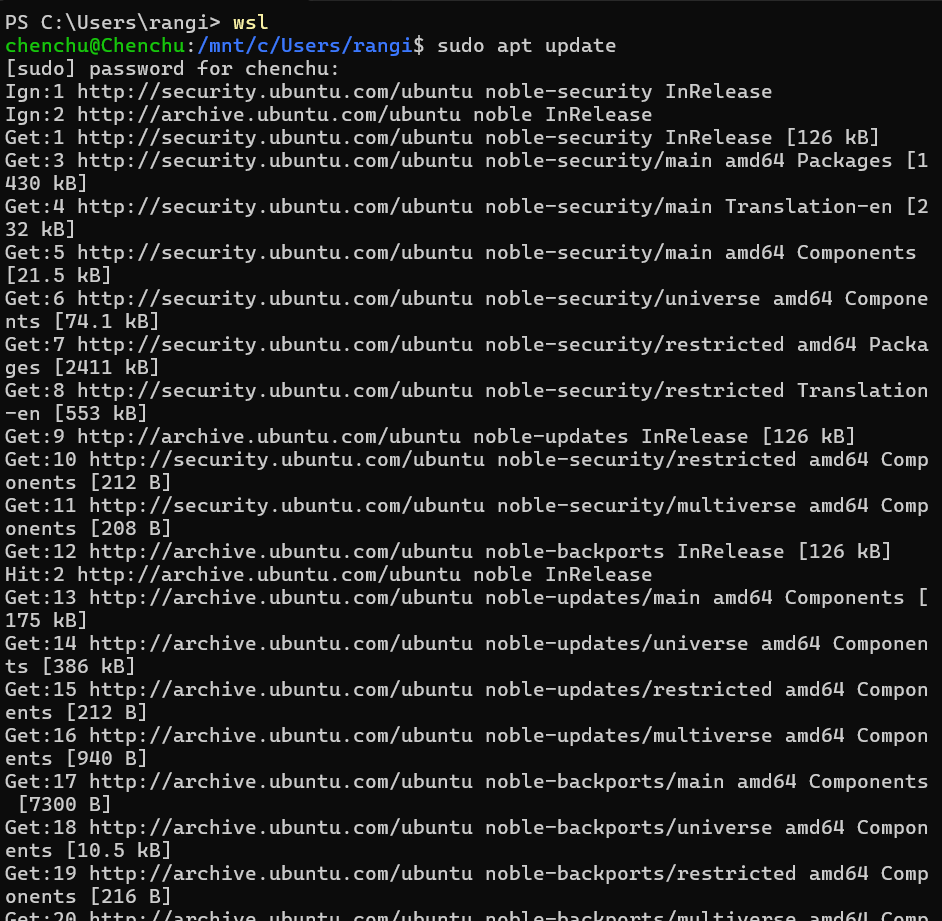 PS C:\Users\rangi> wsl
chenchu@Chenchu:/mnt/c/Users/rangi$ sudo apt update
[sudo] password for chenchu:
Ign:1 http://security.ubuntu.com/ubuntu noble-security InRelease
Ign:2 http://archive.ubuntu.com/ubuntu noble InRelease
Get:1 http://security.ubuntu.com/ubuntu noble-security InRelease [126 kB]
Get:3 http://security.ubuntu.com/ubuntu noble-security/main amd64 Packages [1
430 kB]
Get:4 http://security.ubuntu.com/ubuntu noble-security/main Translation-en [2
32 kB]
Get:5 http://security.ubuntu.com/ubuntu noble-security/main amd64 Components
[21.5 kB]
Get:6 http://security.ubuntu.com/ubuntu noble-security/universe amd64 Compone
nts [74.1 kB]
Get:7 http://security.ubuntu.com/ubuntu noble-security/restricted amd64 Packa
ges [2411 kB]
Get:8 http://security.ubuntu.com/ubuntu noble-security/restricted Translation
-en [553 kB]
Get:9 http://archive.ubuntu.com/ubuntu noble-updates InRelease [126 kB]
Get:10 http://security.ubuntu.com/ubuntu noble-security/restricted amd64 Comp
onents [212 B]
Get:11 http://security.ubuntu.com/ubuntu noble-security/multiverse amd64 Comp
onents [208 B]
Get:12 http://archive.ubuntu.com/ubuntu noble-backports InRelease [126 kB]
Hit:2 http://archive.ubuntu.com/ubuntu noble InRelease
Get:13 http://archive.ubuntu.com/ubuntu noble-updates/main amd64 Components [
175 kB]
Get:14 http://archive.ubuntu.com/ubuntu noble-updates/universe amd64 Componen
ts [386 kB]
Get:15 http://archive.ubuntu.com/ubuntu noble-updates/restricted amd64 Compon
ents [212 B]
Get:16 http://archive.ubuntu.com/ubuntu noble-updates/multiverse amd64 Compon
ents [940 B]
Get:17 http://archive.ubuntu.com/ubuntu noble-backports/main amd64 Components
 [7300 B]
Get:18 http://archive.ubuntu.com/ubuntu noble-backports/universe amd64 Compon
ents [10.5 kB]
Get:19 http://archive.ubuntu.com/ubuntu noble-backports/restricted amd64 Comp
onents [216 B]
Get:20 http://archive.ubuntu.com/ubuntu noble-backports/multiverse amd64 Comp